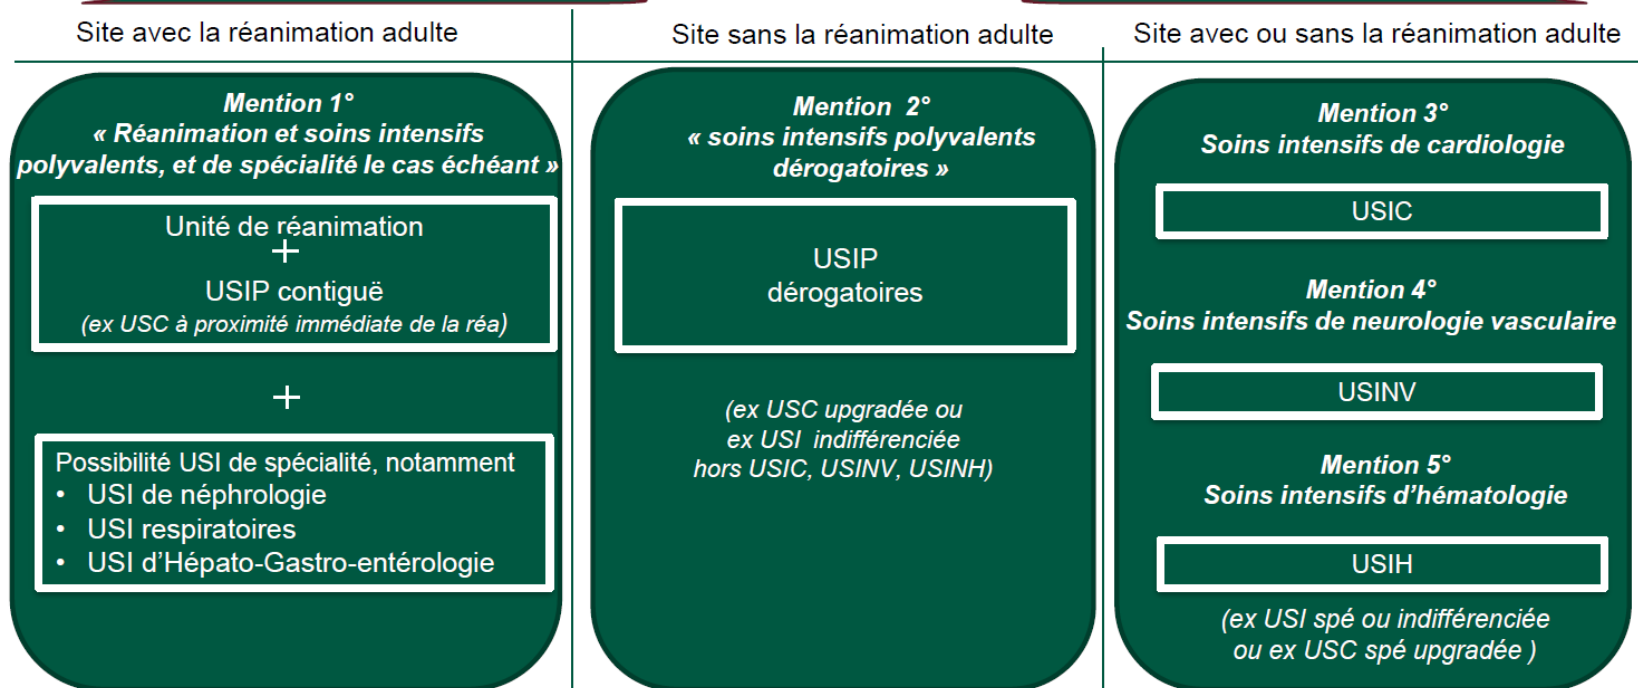 Site avec la réanimation adulte
Mention 1°
« Réanimation et soins intensifs
polyvalents, et de spécialité le cas échéant »
Unité de réanimation
+
USIP contiguë
(ex USC à proximité immédiate de la réa)
+
Possibilité USI de spécialité, notamment
• USI de néphrologie
• USI respiratoires
• USI d'Hépato-Gastro-entérologie
Site sans la réanimation adulte
Mention 2°
« soins intensifs polyvalents
dérogatoires »
USIP
dérogatoires
(ex USC upgradée ou
ex USI indifférenciée
hors USIC, USINV, USINH)
Site avec ou sans la réanimation adulte
Mention 3°
Soins intensifs de cardiologie
USIC
Mention 4°
Soins intensifs de neurologie vasculaire
USINV
Mention 5°
Soins intensifs d'hématologie
USIH
(ex USI spé ou indifférenciée
ou ex USC spé upgradée )